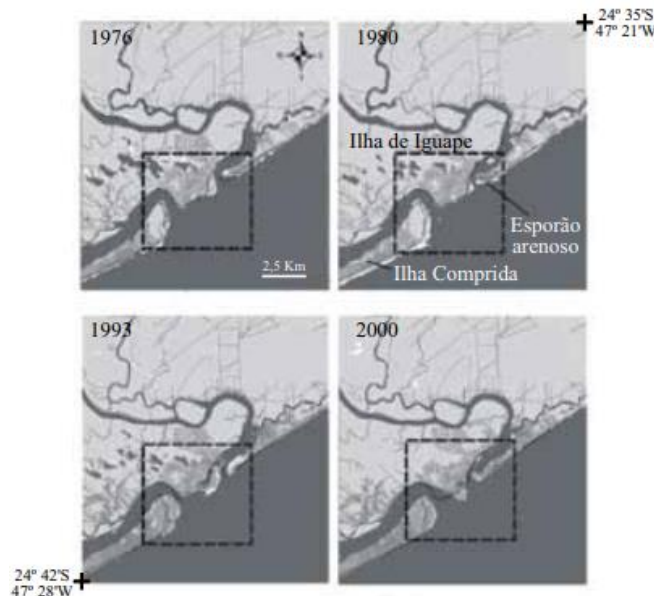 24º 35''S
1976
1980
47º 21''W
Ilha de Iguape
Esporão
arenoso
2,5 Km
Ilha Comprida
1993
2000
24º 42''S
47º 28''W